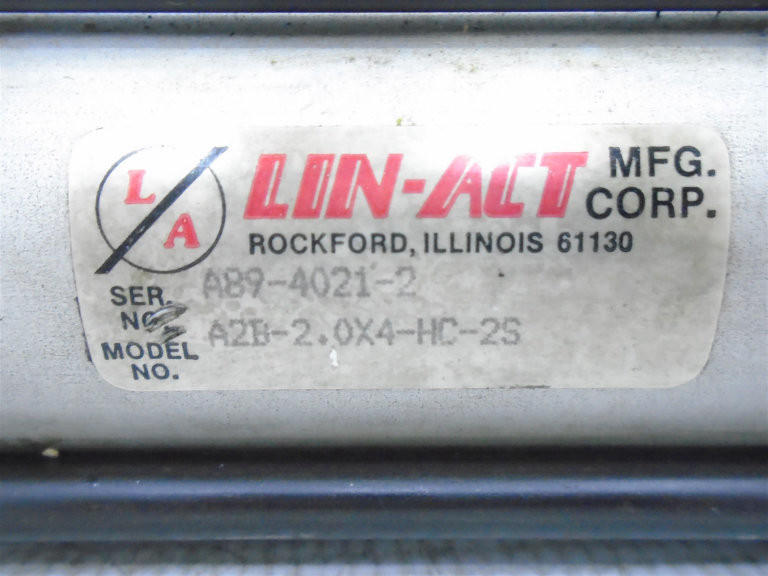 L A
LIN-ACT MFG. CORP.
ROCKFORD, ILLINOIS 61130
SER. NO. A89-4021-2
MODEL NO. A2B-2.0X4-HC-2S